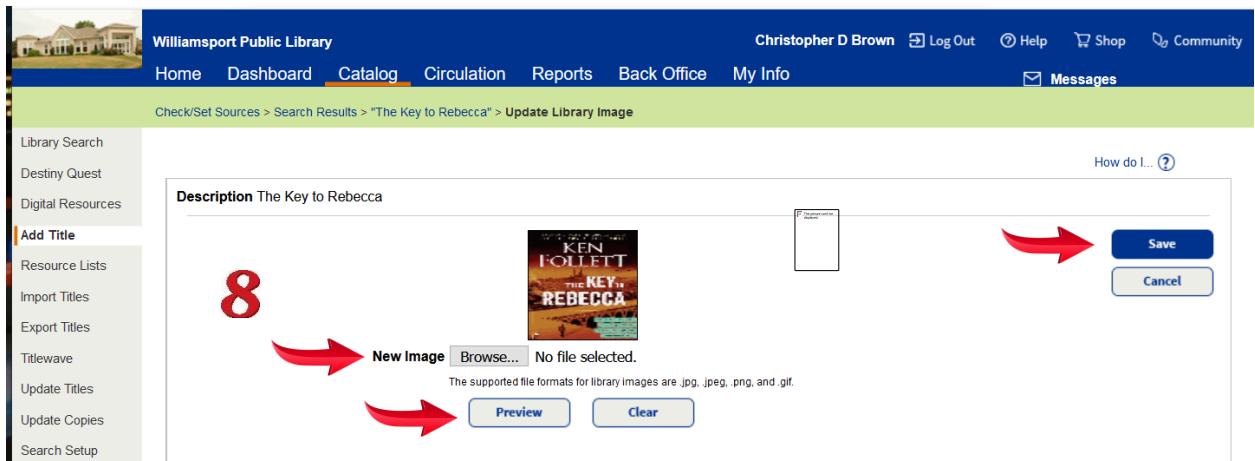 Williamsport Public Library
Christopher D Brown Log Out Help Shop Community
Home Dashboard Catalog Circulation Reports Back Office My Info
Messages
Check/Set Sources > Search Results > "The Key to Rebecca" > Update Library Image
Library Search
Destiny Quest
Digital Resources
Add Title
Resource Lists
Import Titles
Export Titles
Titlewave
Update Titles
Update Copies
Search Setup
How do I... ?
Description The Key to Rebecca
KEN
FOLLETT
THE KEY TO
REBECCA
8
Save
Cancel
New Image Browse... No file selected.
The supported file formats for library images are .jpg, .jpeg, .png, and .gif.
Preview Clear